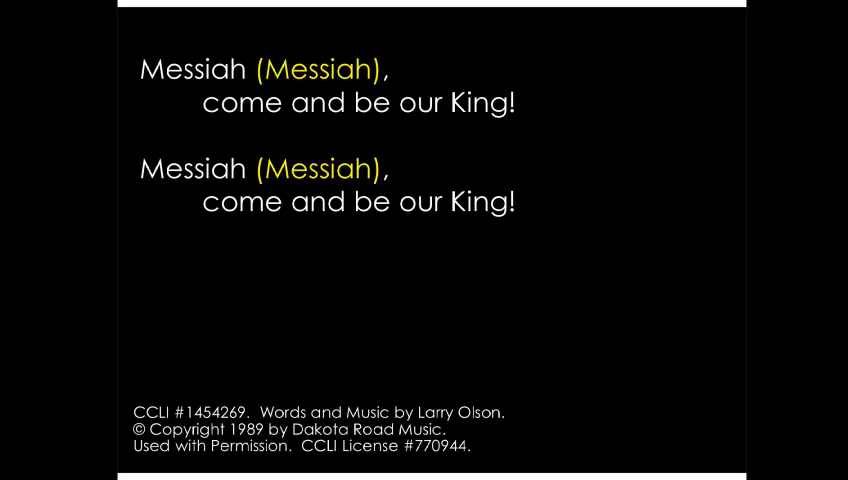 Messiah (Messiah),
come and be our King!
Messiah (Messiah),
come and be our King!
CCLI #1454269.  Words and Music by Larry Olson.
© Copyright 1989 by Dakota Road Music.
Used with Permission.  CCLI License #770944.